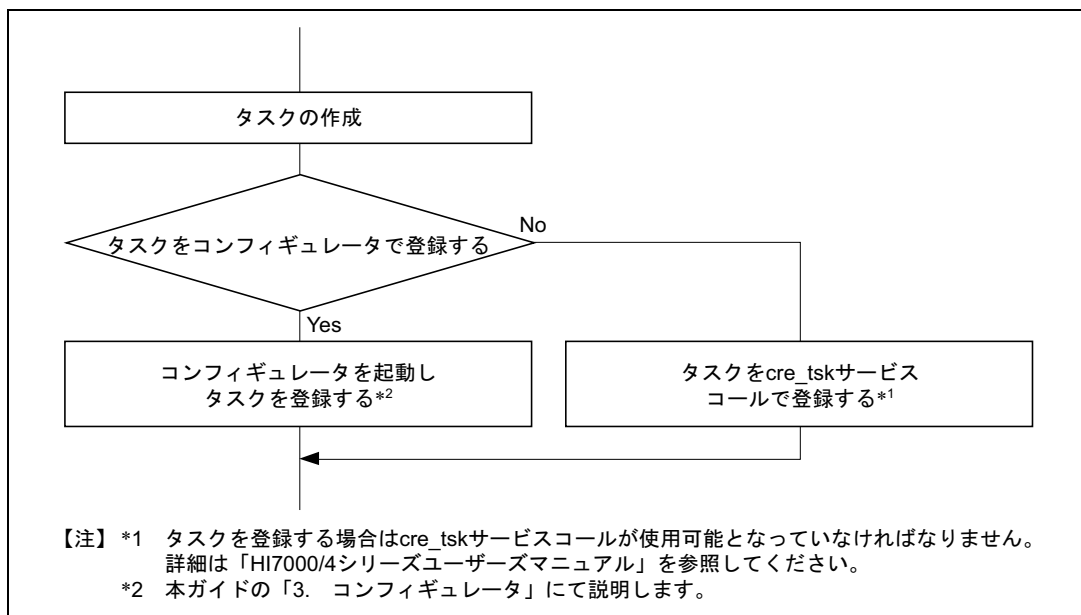 タスクの作成
タスクをコンフィギュレータで登録する
No
Yes
コンフィギュレータを起動し
タスクを登録する*2
タスクをcre_tskサービス
コールで登録する*1
【注】 *1 タスクを登録する場合はcre_tskサービスコールが使用可能となっていなければなりません。
詳細は「HI7000/4シリーズユーザーズマニュアル」を参照してください。
*2 本ガイドの「3. コンフィギュレータ」にて説明します。